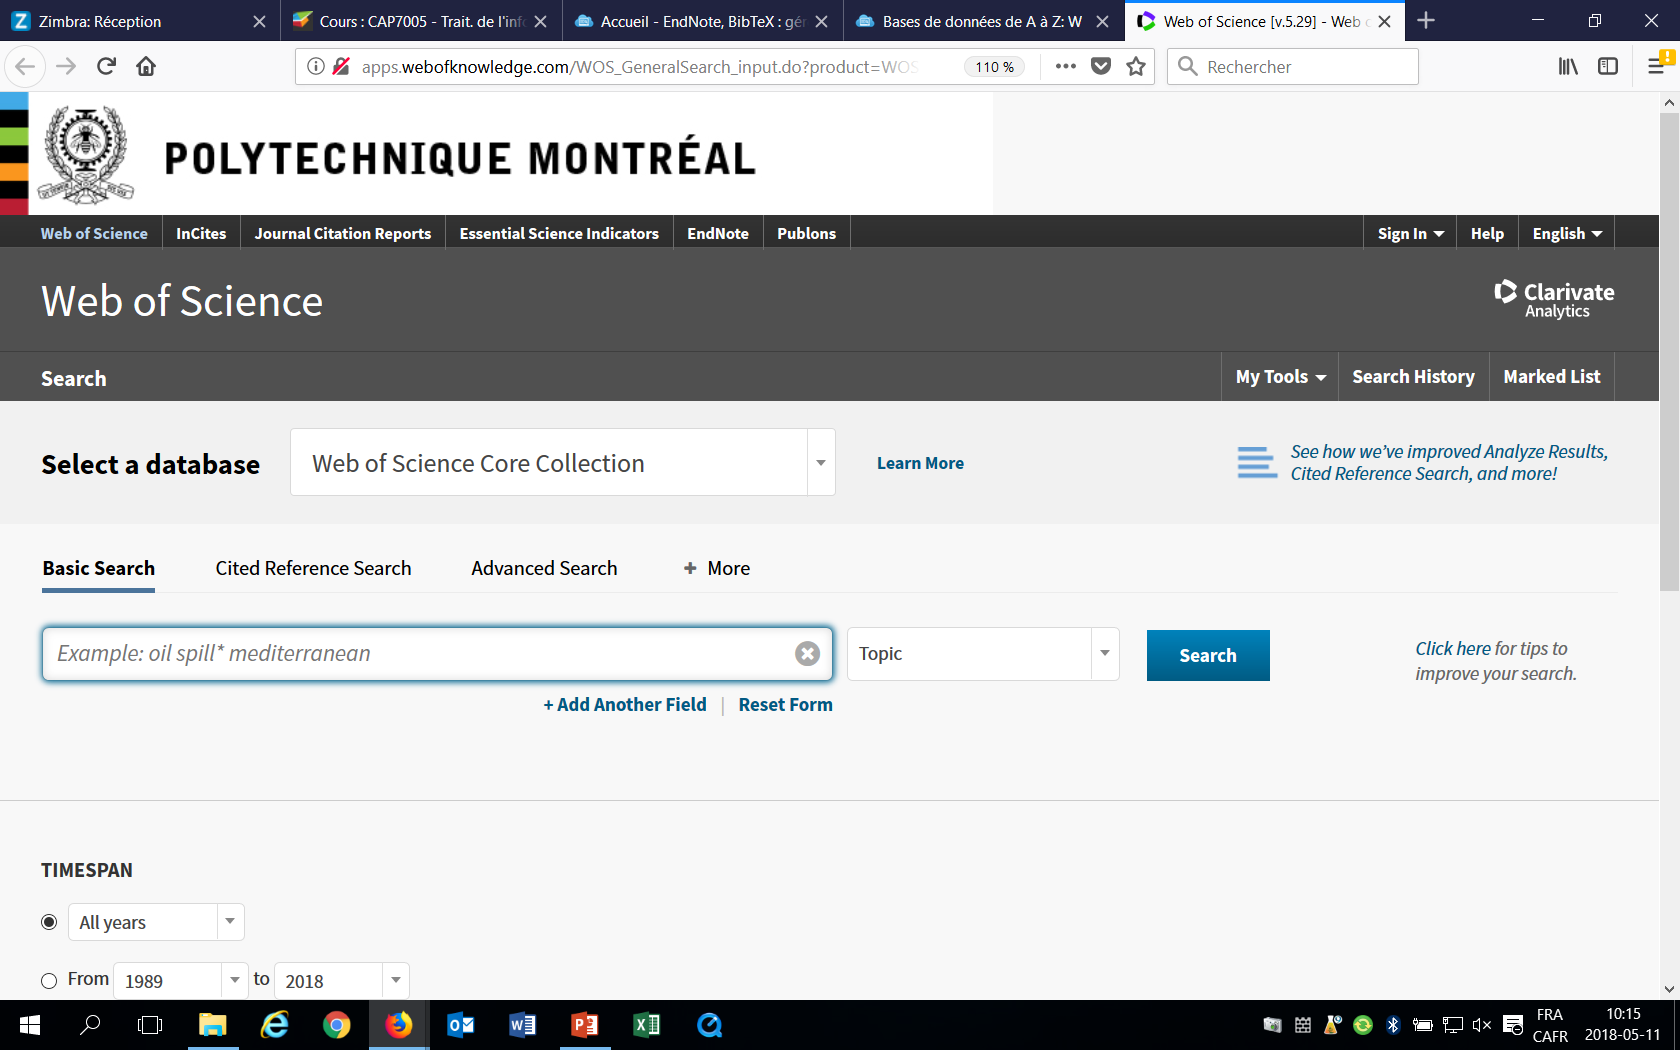 Zimbra: Réception
Cours : CAP7005 - Trait. de l'info
Accueil - EndNote, BibTeX : gér
Bases de données de A à Z: W
Web of Science [v.5.29] - Web o
apps.webofknowledge.com/WOS_GeneralSearch_input.do?product=WOS
110 %
Rechercher
POLYTECHNIQUE MONTRÉAL
Web of Science
InCites
Journal Citation Reports
Essential Science Indicators
EndNote
Publons
Sign In
Help
English
Web of Science
Clarivate
Analytics
Search
My Tools
Search History
Marked List
Select a database
Web of Science Core Collection
Learn More
See how we've improved Analyze Results,
Cited Reference Search, and more!
Basic Search
Cited Reference Search
Advanced Search
+ More
Example: oil spill* mediterranean
Topic
Search
Click here for tips to
improve your search.
+ Add Another Field | Reset Form
TIMESPAN
All years
From 1989 to 2018
FRA
CAFR
10:15
2018-05-11